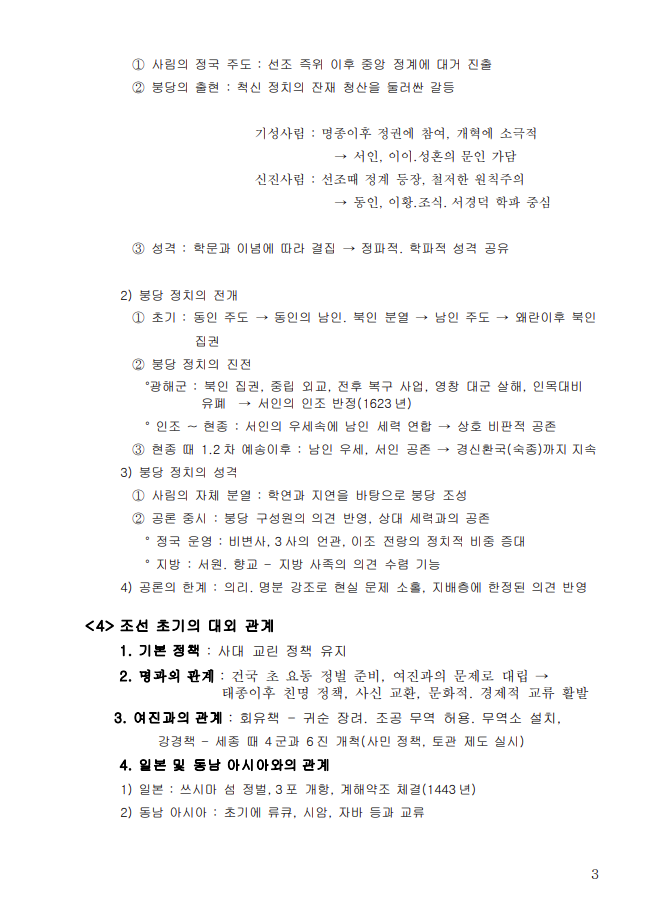 ① 사림의 정국 주도 : 선조 즉위 이후 중앙 정계에 대거 진출
② 붕당의 출현 : 척신 정치의 잔재 청산을 둘러싼 갈등
기성사림 : 명종이후 정권에 참여, 개혁에 소극적
→ 서인, 이이.성혼의 문인 가담
신진사림 : 선조때 정계 등장, 철저한 원칙주의
→ 동인, 이황.조식. 서경덕 학파 중심
③ 성격 : 학문과 이념에 따라 결집 → 정파적. 학파적 성격 공유
2) 붕당 정치의 전개
① 초기 : 동인 주도 → 동인의 남인. 북인 분열 → 남인 주도 → 왜란이후 북인
집권
② 붕당 정치의 진전
°광해군 : 북인 집권, 중립 외교, 전후 복구 사업, 영창 대군 살해, 인목대비
유폐 → 서인의 인조 반정(1623년)
° 인조 ~ 현종 : 서인의 우세속에 남인 세력 연합 → 상호 비판적 공존
③ 현종 때 1.2차 예송이후 : 남인 우세, 서인 공존 → 경신환국(숙종)까지 지속
3) 붕당 정치의 성격
① 사림의 자체 분열 : 학연과 지연을 바탕으로 붕당 조성
② 공론 중시 : 붕당 구성원의 의견 반영, 상대 세력과의 공존
° 정국 운영 : 비변사, 3사의 언관, 이조 전랑의 정치적 비중 증대
° 지방 : 서원. 향교 - 지방 사족의 의견 수렴 기능
4) 공론의 한계 : 의리. 명분 강조로 현실 문제 소홀, 지배층에 한정된 의견 반영
<4> 조선 초기의 대외 관계
1. 기본 정책 : 사대 교린 정책 유지
2. 명과의 관계 : 건국 초 요동 정벌 준비, 여진과의 문제로 대립 →
태종이후 친명 정책, 사신 교환, 문화적. 경제적 교류 활발
3. 여진과의 관계 : 회유책 - 귀순 장려. 조공 무역 허용. 무역소 설치,
강경책 - 세종 때 4군과 6진 개척(사민 정책, 토관 제도 실시)
4. 일본 및 동남 아시아와의 관계
1) 일본 : 쓰시마 섬 정벌, 3포 개항, 계해약조 체결(1443년)
2) 동남 아시아 : 초기에 류큐, 시암, 자바 등과 교류
3